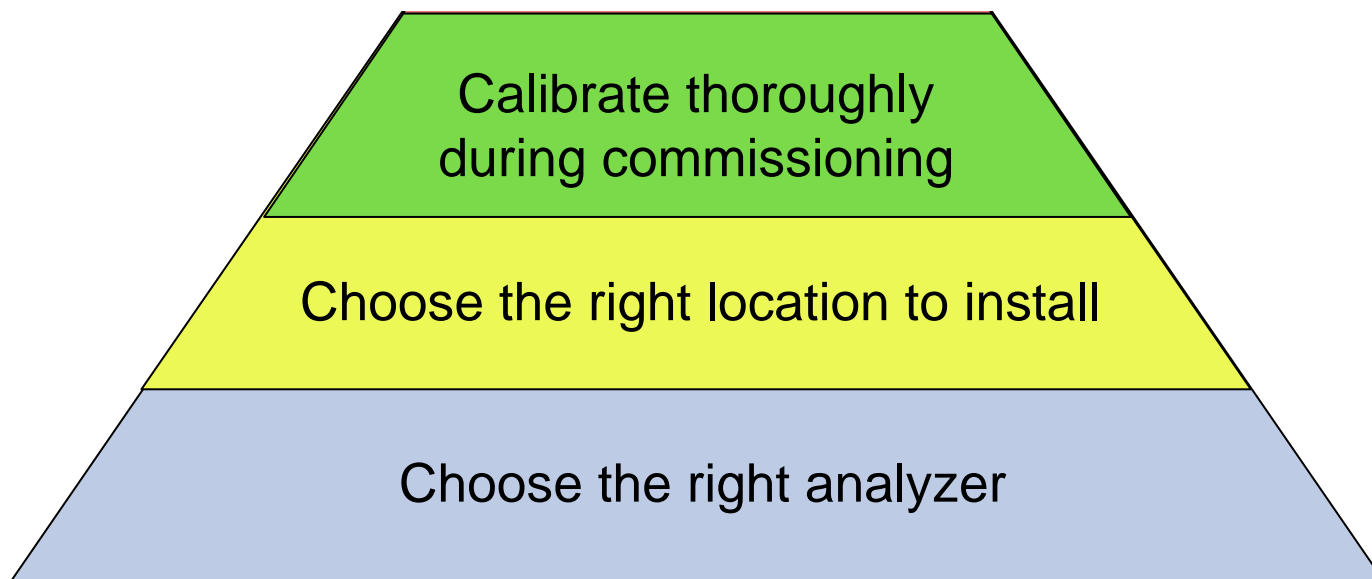 Calibrate thoroughly
during commissioning
Choose the right location to install
Choose the right analyzer